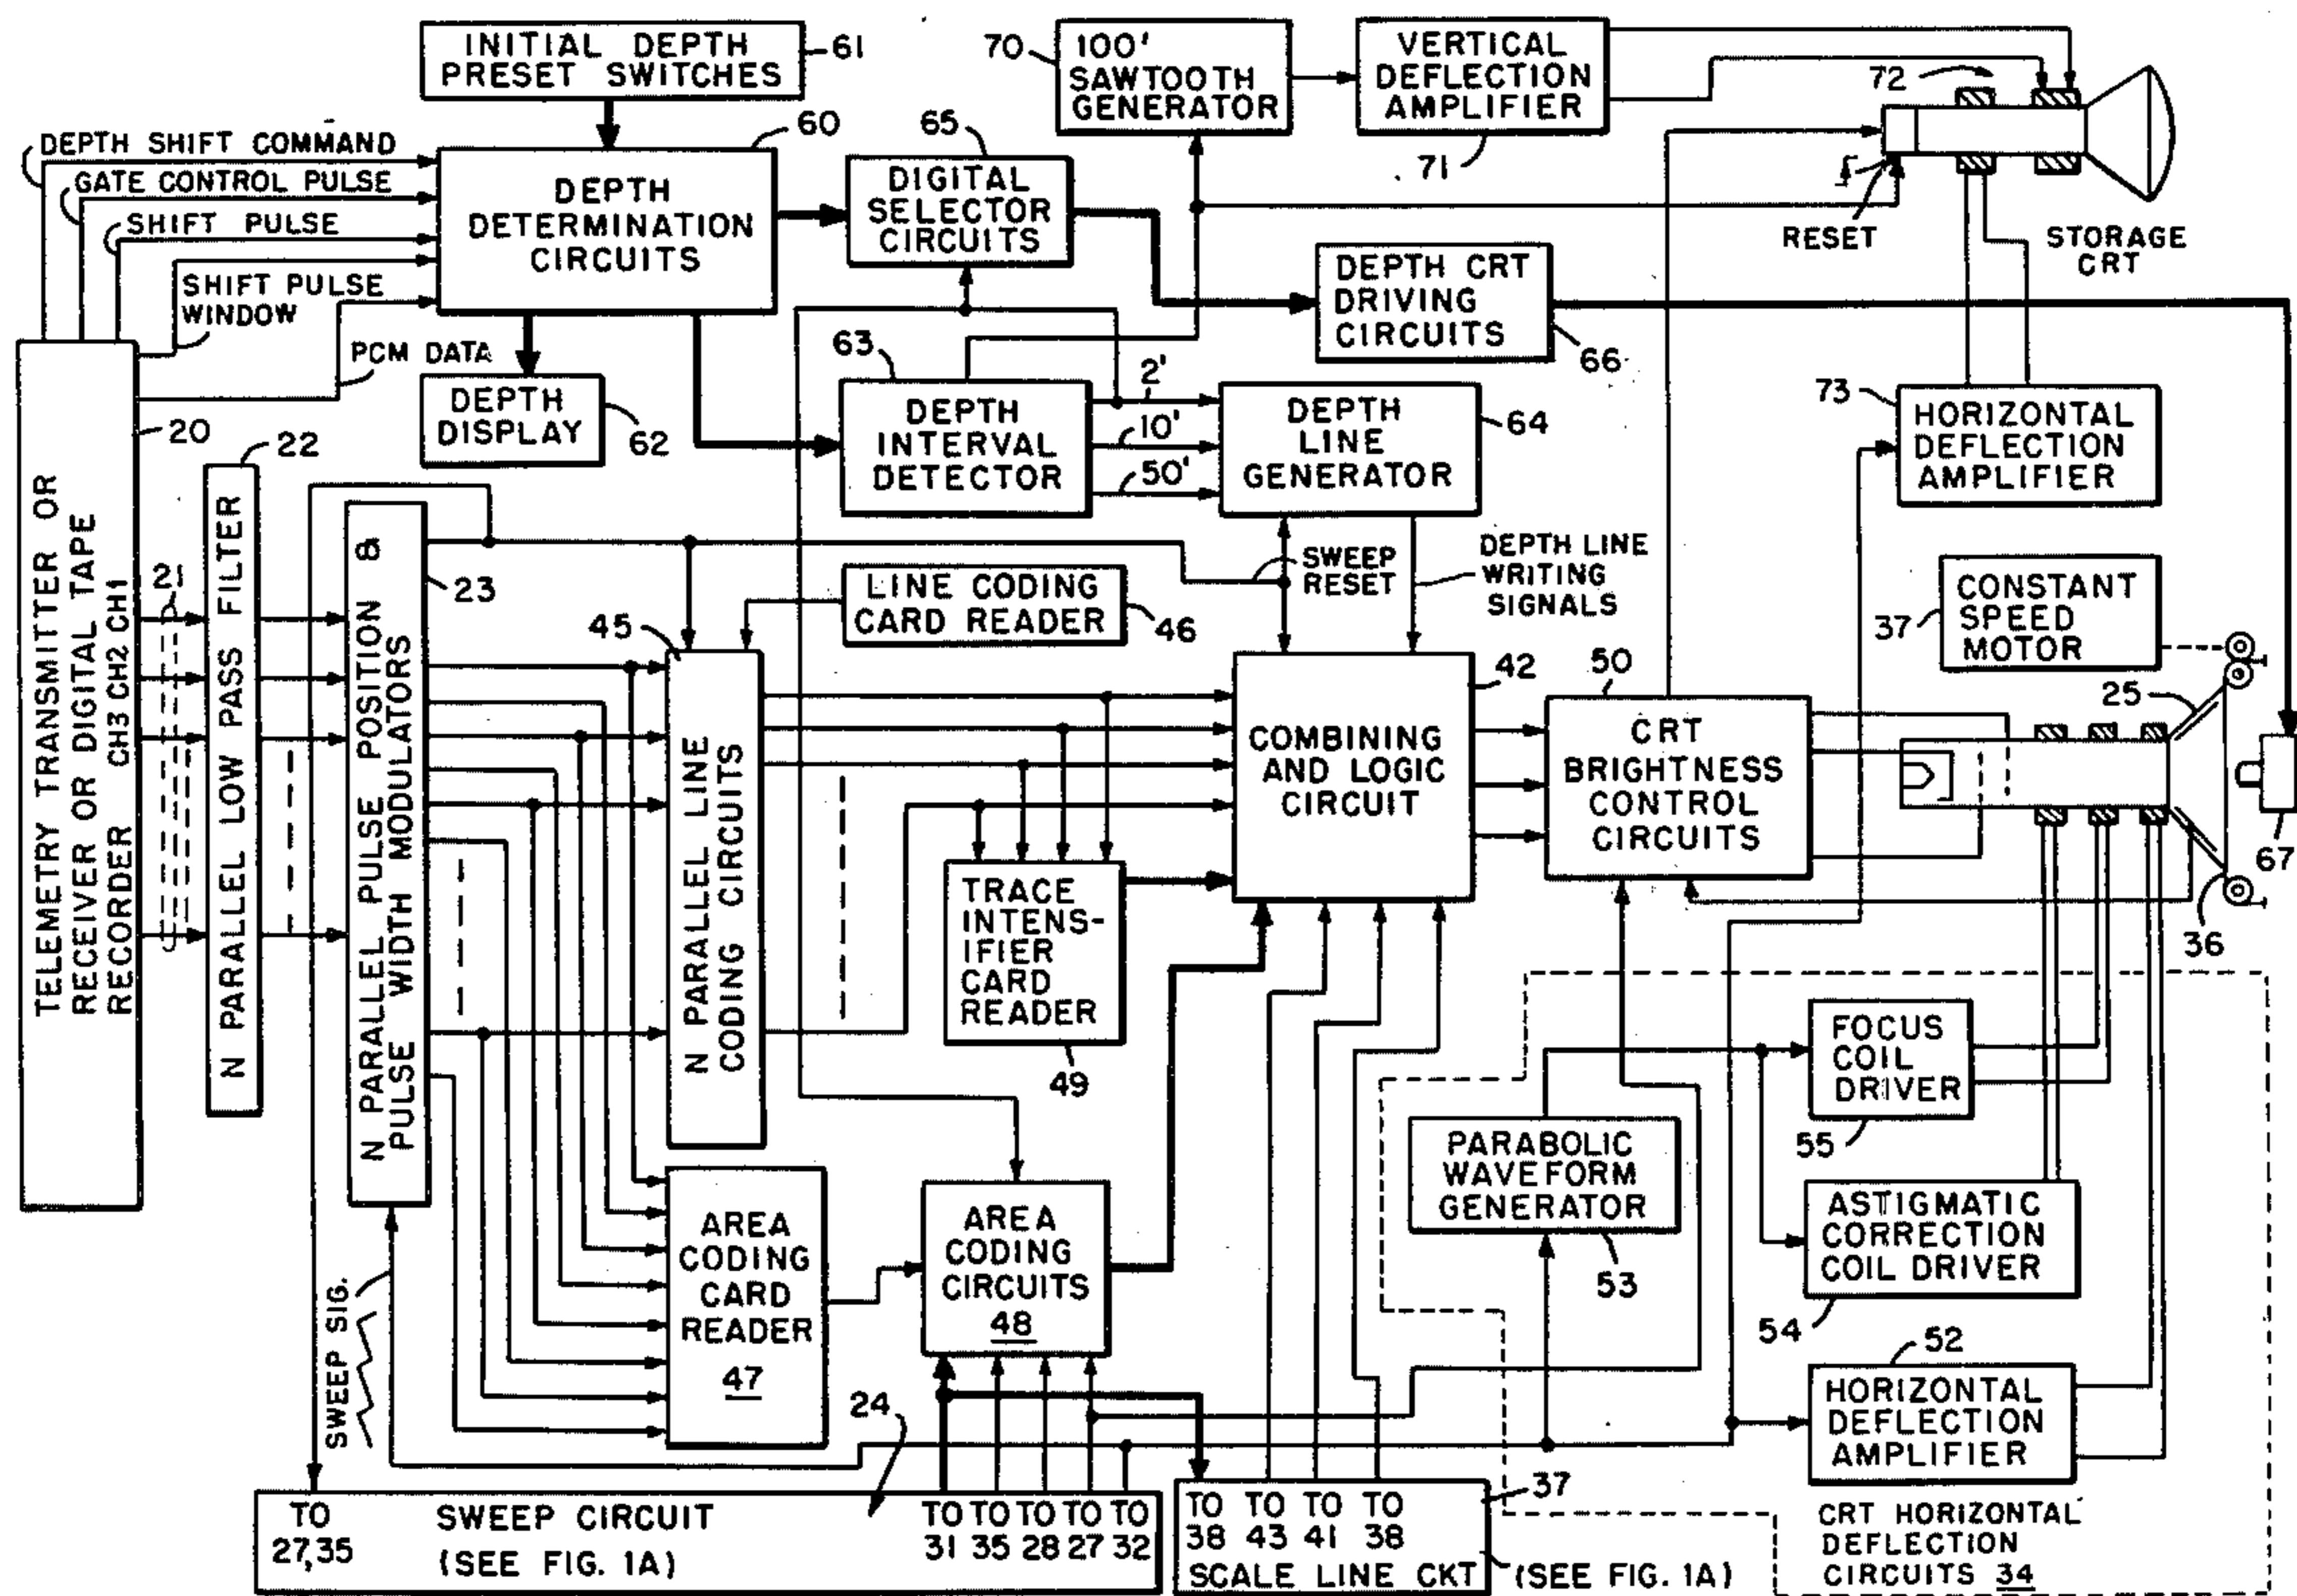 INITIAL DEPTH
PRESET SWITCHES
61
70
100'
SAWTOOTH
GENERATOR
VERTICAL
DEFLECTION
AMPLIFIER
71
72
RESET
STORAGE
CRT
DEPTH SHIFT COMMAND
GATE CONTROL PULSE
SHIFT PULSE
SHIFT PULSE
WINDOW
PCM DATA
60
DEPTH
DETERMINATION
CIRCUITS
65
DIGITAL
SELECTOR
CIRCUITS
DEPTH CRT
DRIVING
CIRCUITS
66
DEPTH
DISPLAY
62
63
DEPTH
INTERVAL
DETECTOR
2'
10'
50'
DEPTH
LINE
GENERATOR
64
73
HORIZONTAL
DEFLECTION
AMPLIFIER
20
TELEMETRY TRANSMITTER OR
RECEIVER OR DIGITAL TAPE
RECORDER CH3 CH2 CH1
21
22
N PARALLEL LOW PASS FILTER
23
N PARALLEL PULSE POSITION &
PULSE WIDTH MODULATORS
SWEEP
RESET
DEPTH LINE
WRITING
SIGNALS
LINE CODING
CARD READER
46
45
N PARALLEL LINE
CODING CIRCUITS
37
CONSTANT
SPEED
MOTOR
25
42
COMBINING
AND LOGIC
CIRCUIT
50
CRT
BRIGHTNESS
CONTROL
CIRCUITS
67
36
TRACE
INTENS-
IFIER
CARD
READER
49
FOCUS
COIL
DRIVER
55
PARABOLIC
WAVEFORM
GENERATOR
53
ASTIGMATIC
CORRECTION
COIL DRIVER
54
AREA
CODING
CARD
READER
47
AREA
CODING
CIRCUITS
48
SWEEP SIG.
52
HORIZONTAL
DEFLECTION
AMPLIFIER
24
37
TO
27,35
SWEEP CIRCUIT
(SEE FIG. 1A)
TO TO TO TO TO
31 35 28 27 32
TO TO TO TO
38 43 41 38
SCALE LINE CKT
(SEE FIG. 1A)
CRT HORIZONTAL
DEFLECTION
CIRCUITS 34